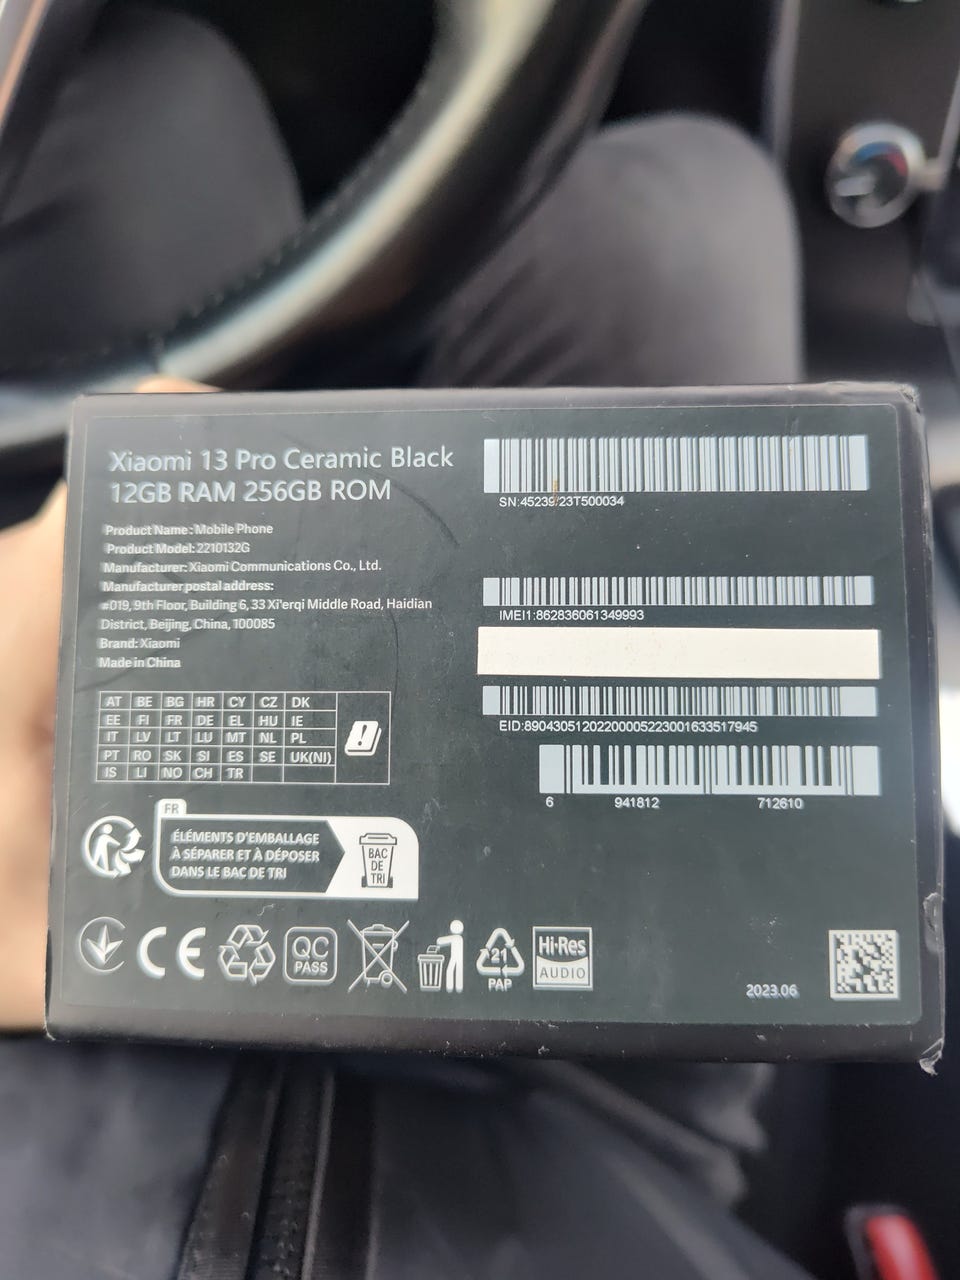 Xiaomi 13 Pro Ceramic Black
12GB RAM 256GB ROM
Product Name: Mobile Phone
Product Model: 2210132G
Manufacturer: Xiaomi Communications Co., Ltd.
Manufacturer postal address:
#019, 9th Floor, Building 6, 33 Xi'erqi Middle Road, Haidian
District, Beijing, China, 100085
Brand: Xiaomi
Made in China
AT BE BG HR CY CZ DK
EE FI FR DE EL HU IE
IT LV LT LU MT NL PL
PT RO SK SI ES SE UK(NI)
IS LI NO CH TR
FR
ÉLÉMENTS D'EMBALLAGE
À SÉPARER ET À DÉPOSER
DANS LE BAC DE TRI
BAC
DE
TRI
CE
QC
PASS
21
PAP
Hi-Res
AUDIO
SN:45239/23T500034
IMEI1:862836061349993
EID:89043051202200005223001633517945
6 941812 712610
2023.06